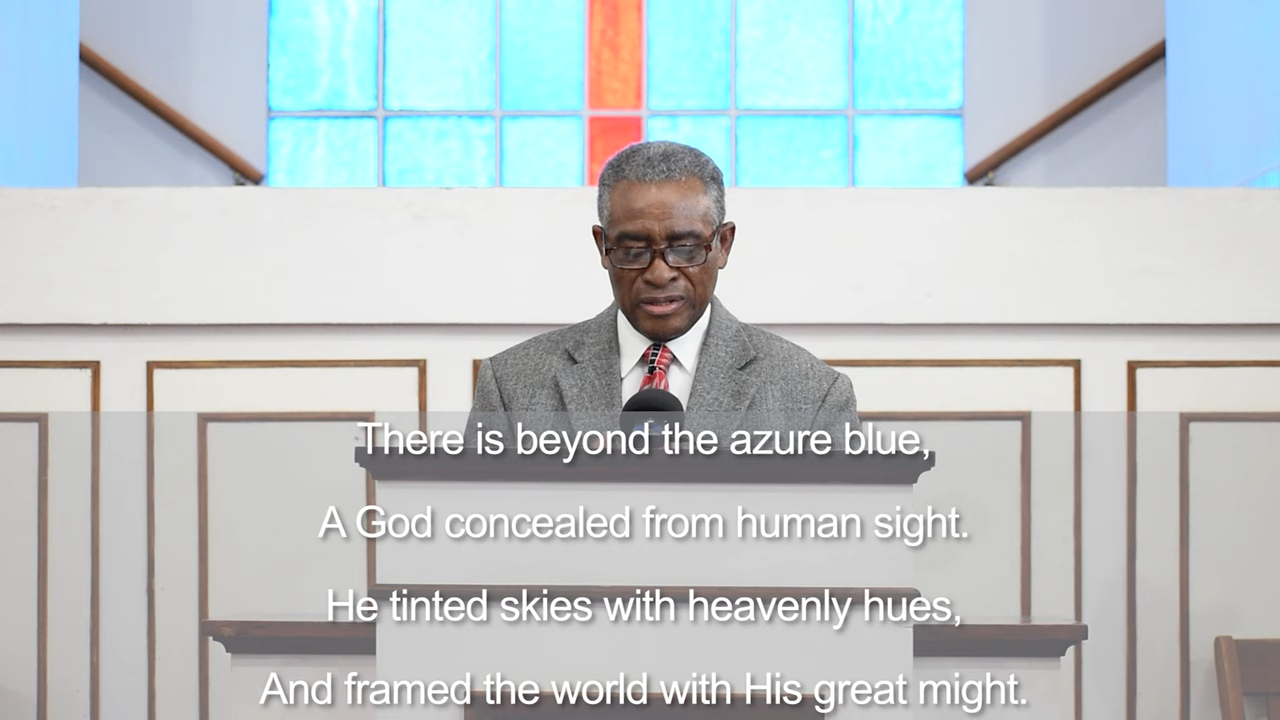 There is beyond the azure blue,
A God concealed from human sight.
He tinted skies with heavenly hues,
And framed the world with His great might.